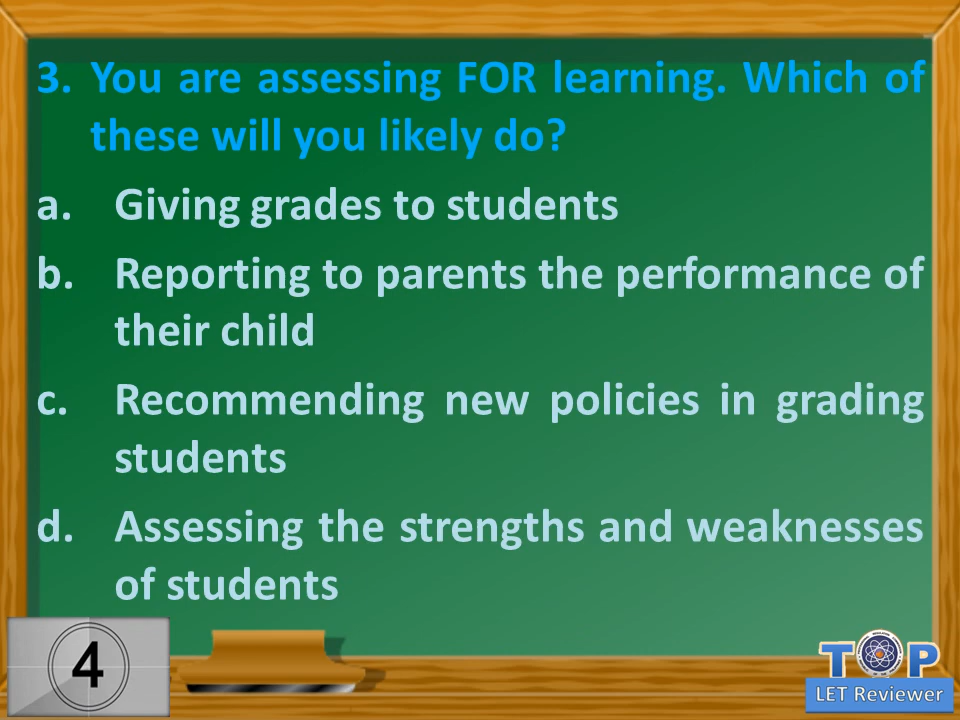 3. You are assessing FOR learning. Which of
these will you likely do?
a. Giving grades to students
b. Reporting to parents the performance of
their child
c. Recommending new policies in grading
students
d. Assessing the strengths and weaknesses
of students
4
TOP
LET Reviewer